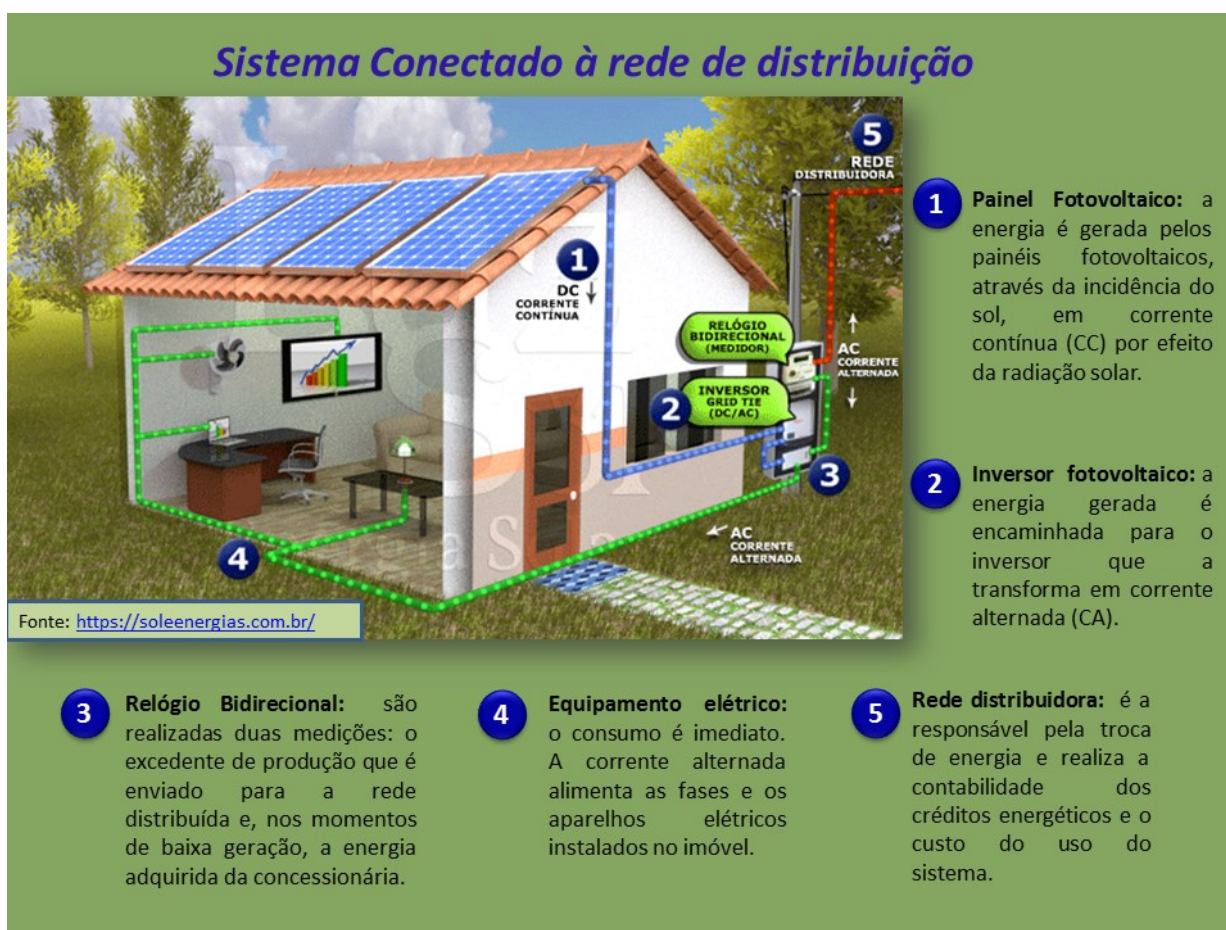 Sistema Conectado à rede de distribuição
5
REDE
DISTRIBUIDORA
1
DC
CORRENTE
CONTÍNUA
RELÓGIO
BIDIRECIONAL
(MEDIDOR)
AC
CORRENTE
ALTERNADA
2
INVERSOR
GRID TIE
(DC/AC)
3
4
AC
CORRENTE
ALTERNADA
Fonte: https://soleenergias.com.br/
1
Painel Fotovoltaico: a
energia é gerada pelos
painéis fotovoltaicos,
através da incidência do
sol, em corrente
contínua (CC) por efeito
da radiação solar.
2
Inversor fotovoltaico: a
energia gerada é
encaminhada para o
inversor que a
transforma em corrente
alternada (CA).
3
Relógio Bidirecional: são
realizadas duas medições: o
excedente de produção que é
enviado para a rede
distribuída e, nos momentos
de baixa geração, a energia
adquirida da concessionária.
4
Equipamento elétrico:
o consumo é imediato.
A corrente alternada
alimenta as fases e os
aparelhos elétricos
instalados no imóvel.
5
Rede distribuidora: é a
responsável pela troca
de energia e realiza a
contabilidade dos
créditos energéticos e o
custo do uso do
sistema.